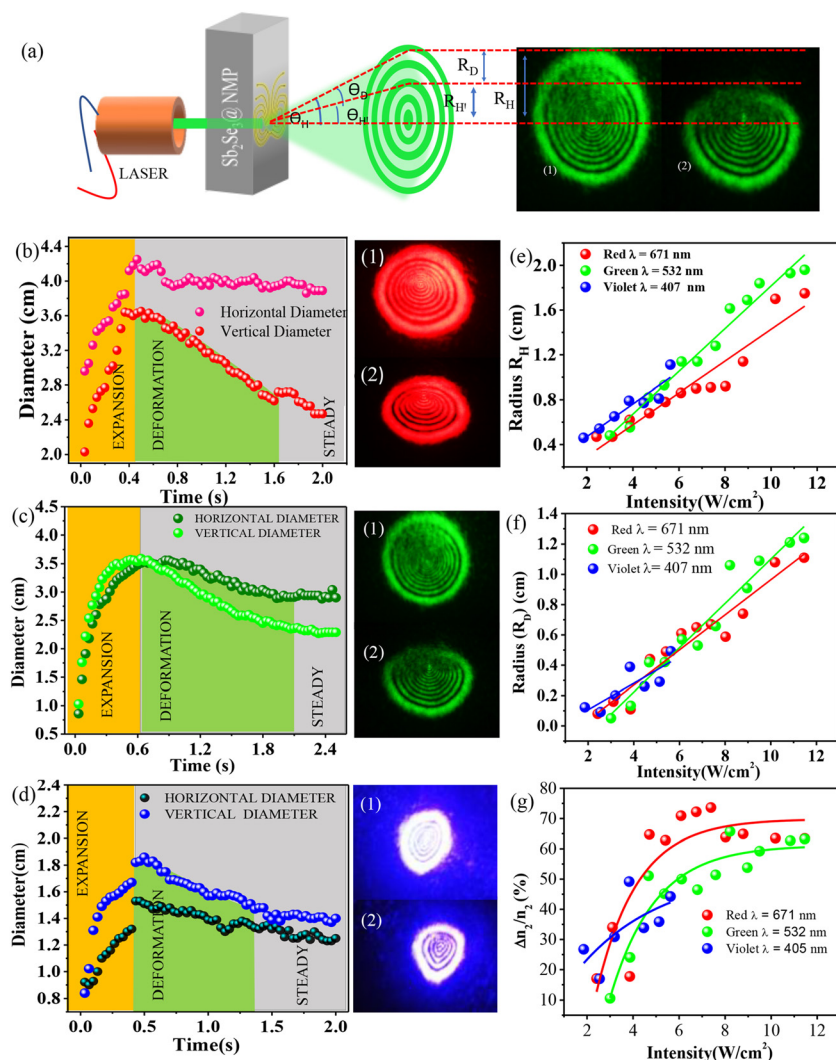 (a)
Sb2Se3@ NMP
LASER
ΘH
ΘD
ΘH'
RD
RH'
RH
(1)
(2)
(b)
4.4
4.0
3.6
3.2
2.8
2.4
2.0
Diameter (cm)
EXPANSION
DEFORMATION
STEADY
Horizontal Diameter
Vertical Diameter
0.0 0.4 0.8 1.2 1.6 2.0
Time (s)
(1)
(2)
(e)
Red λ = 671 nm
Green λ = 532 nm
Violet λ = 407 nm
2.0
1.6
1.2
0.8
0.4
Radius RH (cm)
2 4 6 8 10 12
Intensity(W/cm2)
(c)
4.5
4.0
3.5
3.0
2.5
2.0
1.5
1.0
0.5
0.0
Diameter (cm)
HORIZONTAL DIAMETER
VERTICAL DIAMETER
EXPANSION
DEFORMATION
STEADY
0.0 0.6 1.2 1.8 2.4
Time (s)
(1)
(2)
(f)
Red λ = 671 nm
Green λ = 532 nm
Violet λ= 407 nm
1.4
1.2
1.0
0.8
0.6
0.4
0.2
0.0
Radius (RD) (cm)
2 4 6 8 10 12
Intensity(W/cm2)
(d)
2.4
2.2
2.0
1.8
1.6
1.4
1.2
1.0
0.8
Diameter(cm)
HORIZONTAL DIAMETER
VERTICAL DIAMETER
EXPANSION
DEFORMATION
STEADY
0.0 0.5 1.0 1.5 2.0
Time(s)
(1)
(2)
(g)
80
70
60
50
40
30
20
10
Δn2/n2 (%)
Red λ = 671 nm
Green λ = 532 nm
Violet λ = 405 nm
2 4 6 8 10 12
Intensity(W/cm2)